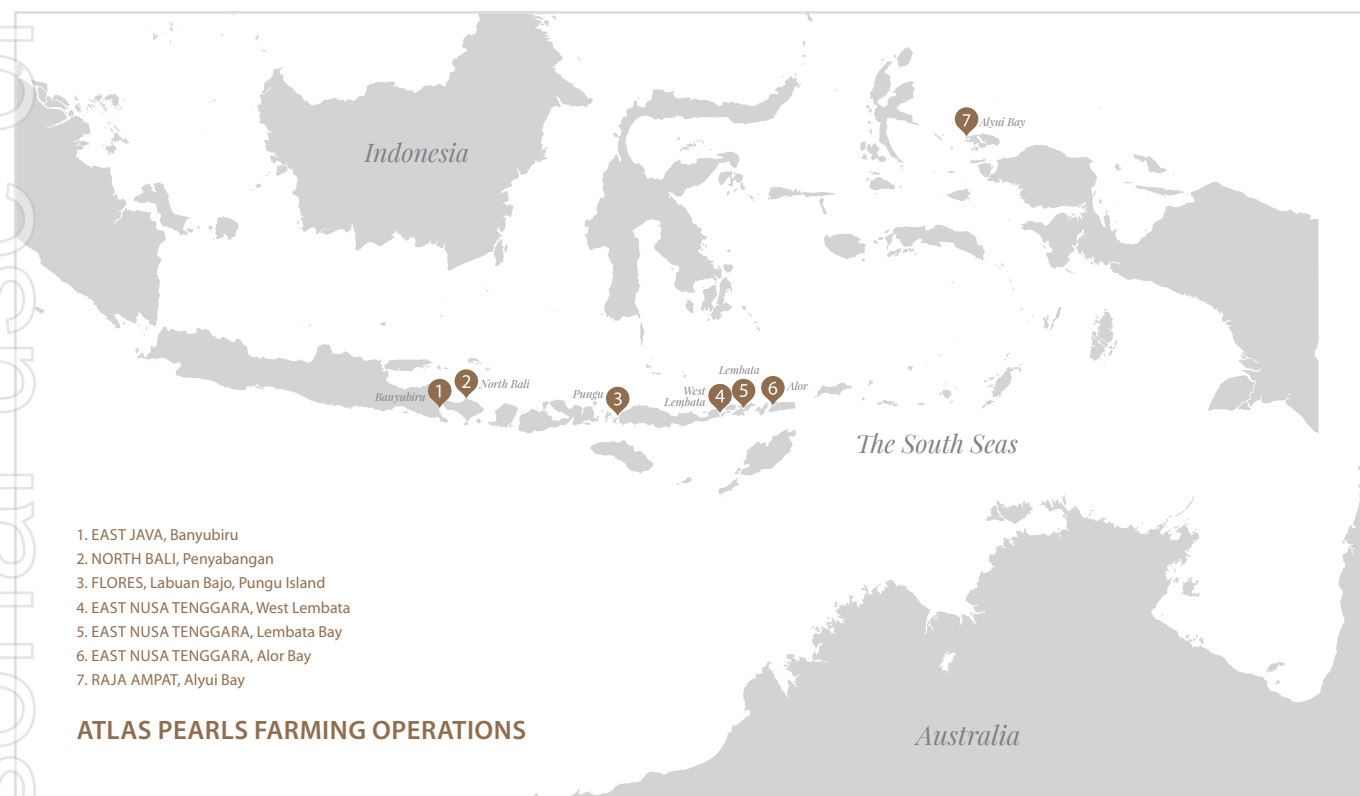 Indonesia
7
Alyui Bay
Lembata
1
Banyubiru
2
North Bali
Pungu
3
West
Lembata
4
5
6
Alor
The South Seas
1. EAST JAVA, Banyubiru
2. NORTH BALI, Penyabangan
3. FLORES, Labuan Bajo, Pungu Island
4. EAST NUSA TENGGARA, West Lembata
5. EAST NUSA TENGGARA, Lembata Bay
6. EAST NUSA TENGGARA, Alor Bay
7. RAJA AMPAT, Alyui Bay
ATLAS PEARLS FARMING OPERATIONS
Australia